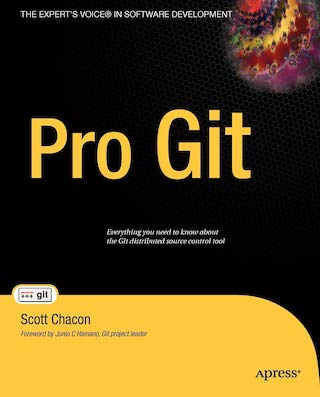 THE EXPERT'S VOICE® IN SOFTWARE DEVELOPMENT
Pro Git
Everything you need to know about
the Git distributed source control tool
git
Scott Chacon
Foreword by Junio C Hamano, Git project leader
Apress®